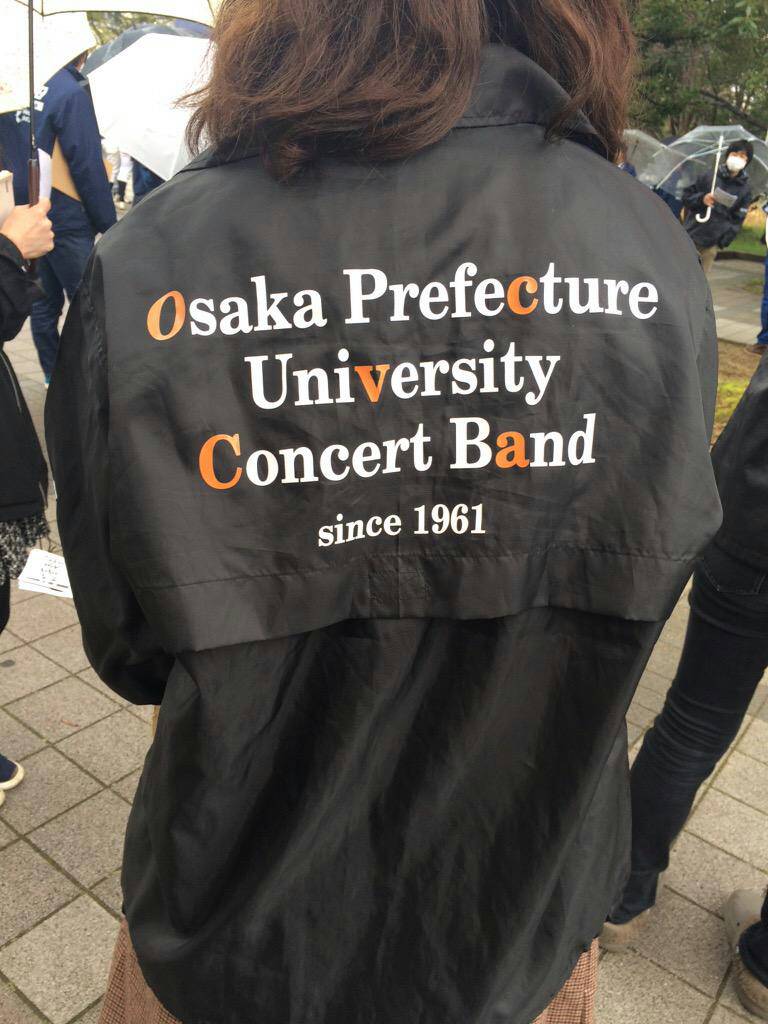 Osaka Prefecture
University
Concert Band
since 1961